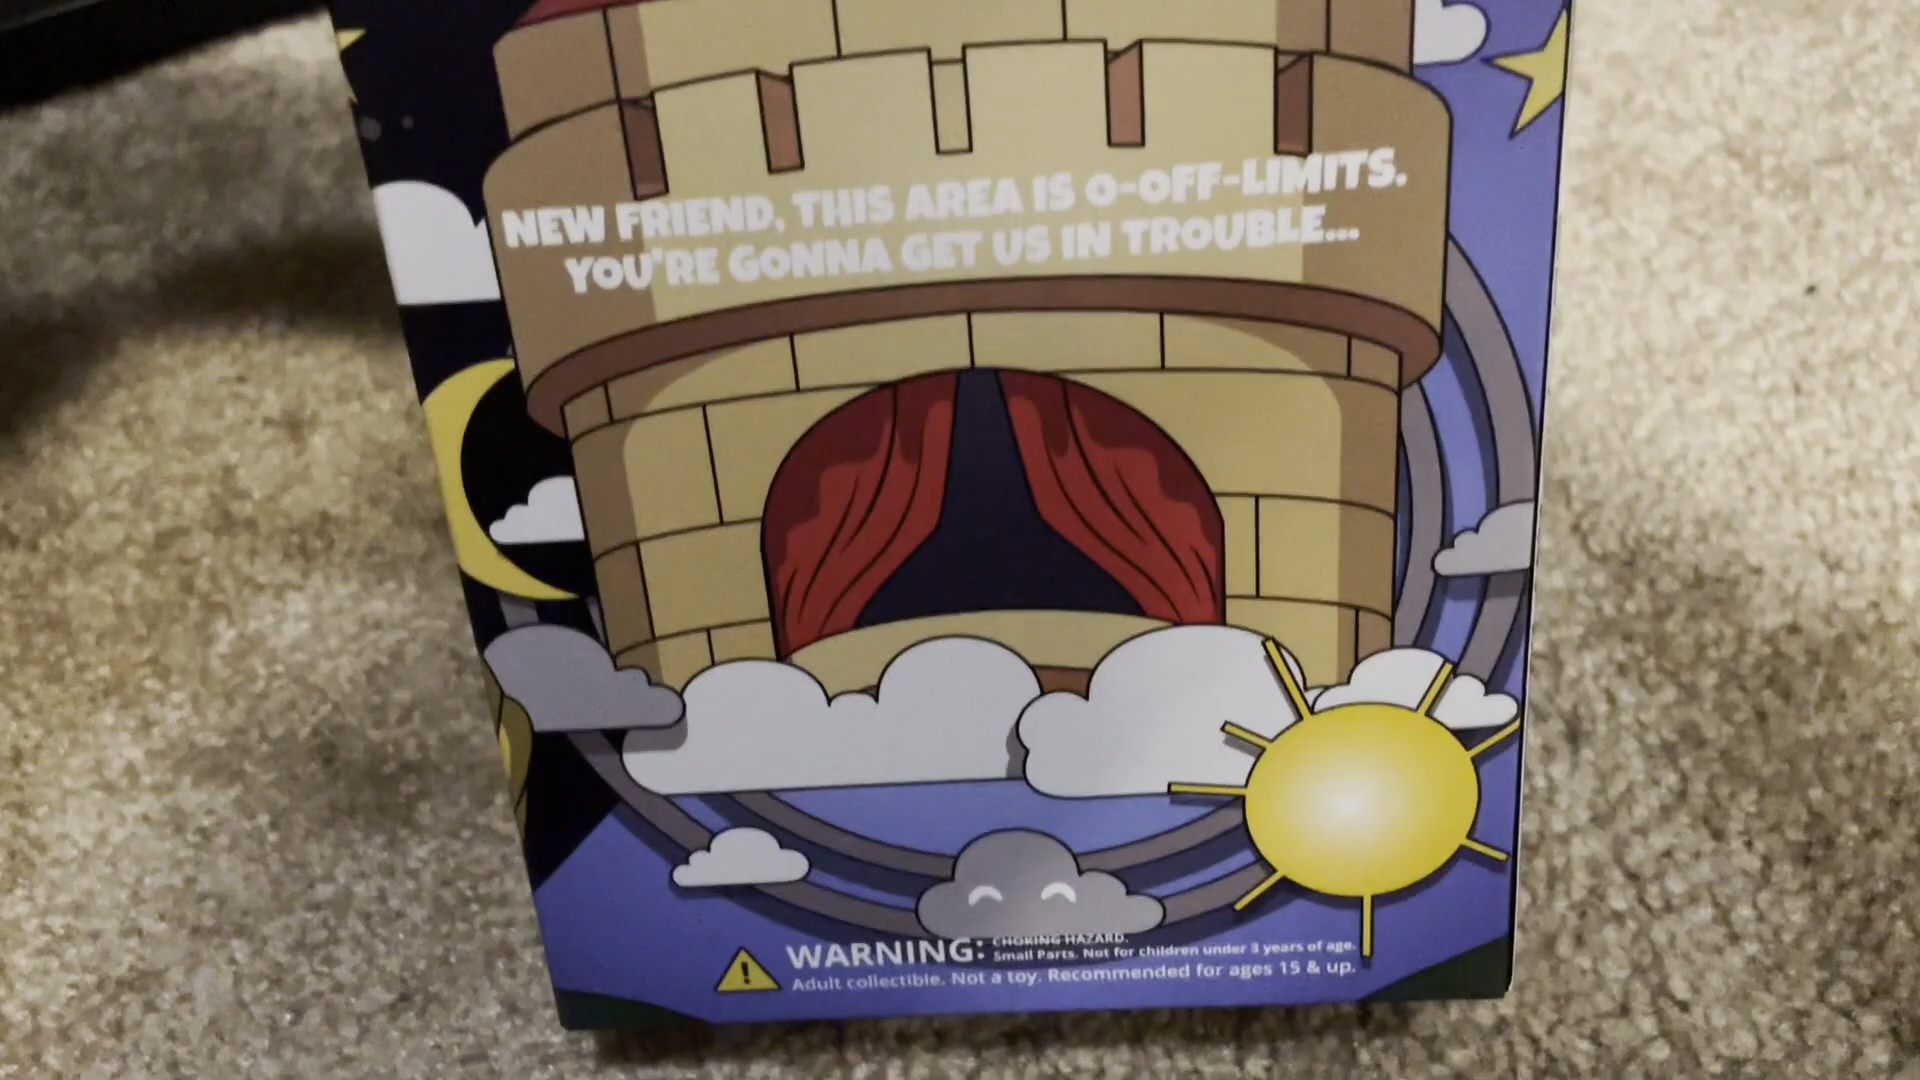 NEW FRIEND, THIS AREA IS O-OFF-LIMITS.
YOU'RE GONNA GET US IN TROUBLE...
WARNING: CHOKING HAZARD.
Small Parts. Not for children under 3 years of age.
Adult collectible. Not a toy. Recommended for ages 15 & up.